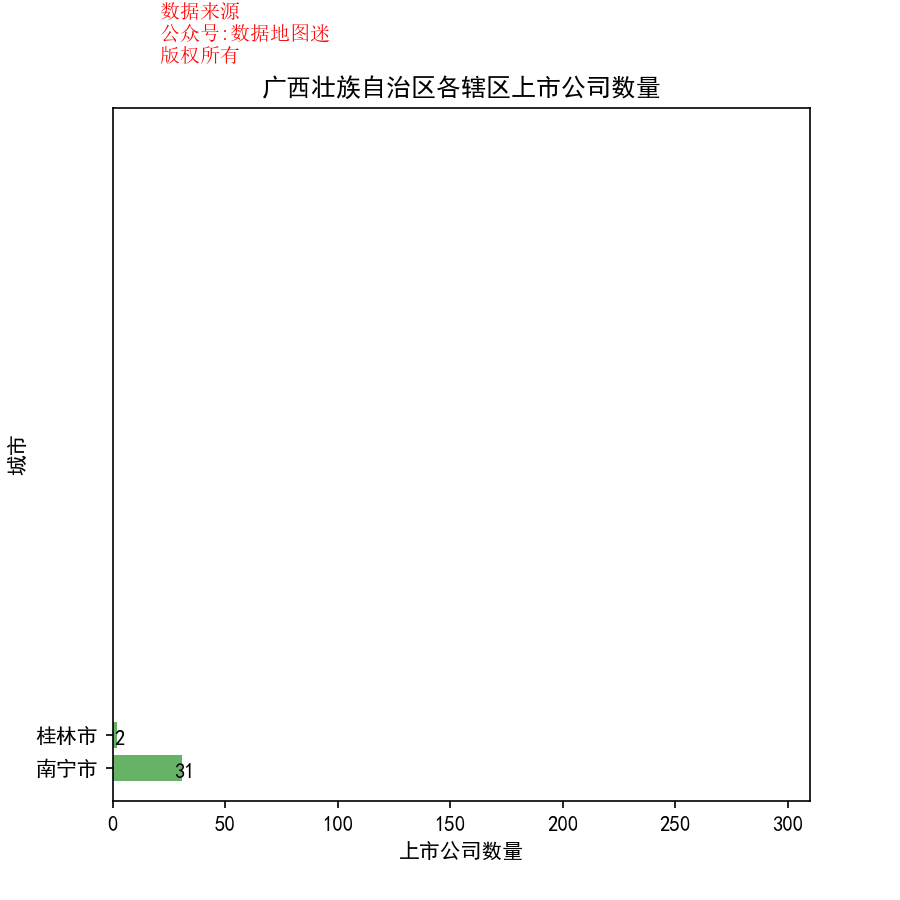 数据来源
公众号:数据地图迷
版权所有
广西壮族自治区各辖区上市公司数量
城市
桂林市
2
南宁市
31
0 50 100 150 200 250 300
上市公司数量